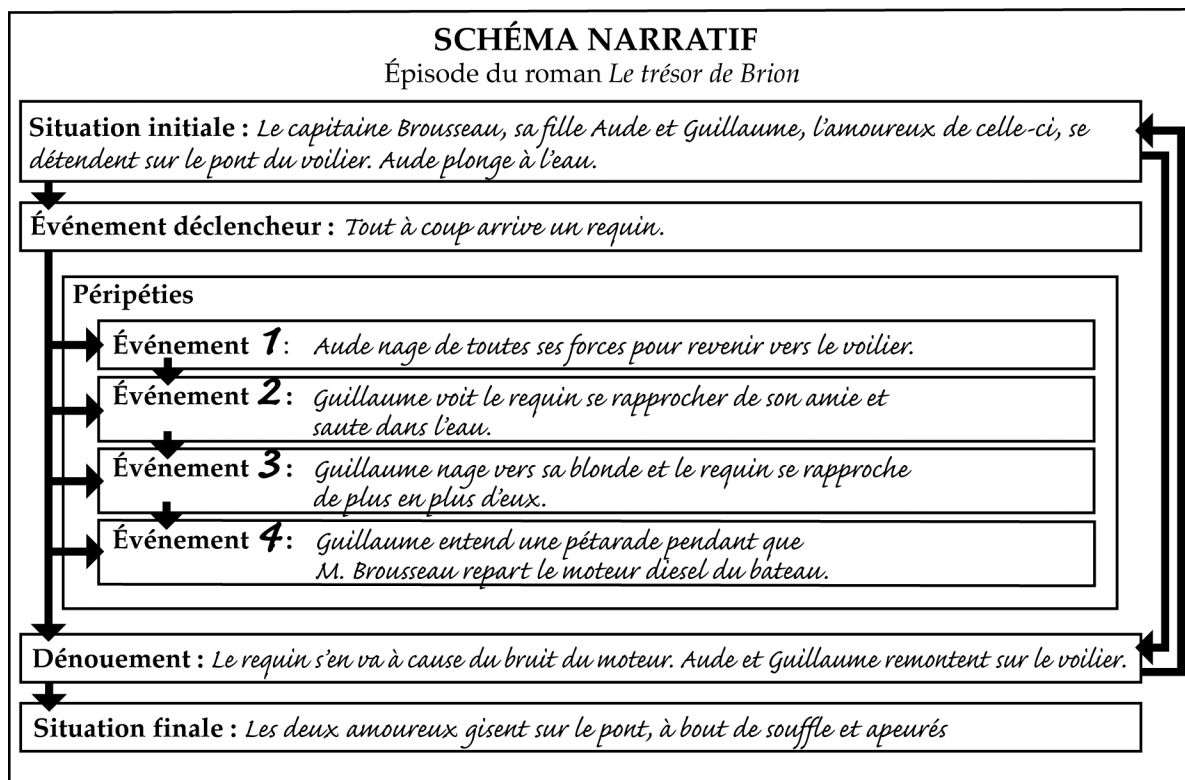 SCHÉMA NARRATIF
Épisode du roman Le trésor de Brion
Situation initiale : Le capitaine Brousseau, sa fille Aude et Guillaume, l'amoureux de celle-ci, se
détendent sur le pont du voilier. Aude plonge à l'eau.
Événement déclencheur : Tout à coup arrive un requin.
Péripéties
Événement 1 : Aude nage de toutes ses forces pour revenir vers le voilier.
Événement 2 : Guillaume voit le requin se rapprocher de son amie et
saute dans l'eau.
Événement 3 : Guillaume nage vers sa blonde et le requin se rapproche
de plus en plus d'eux.
Événement 4 : Guillaume entend une pétarade pendant que
M. Brousseau repart le moteur diesel du bateau.
Dénouement : Le requin s'en va à cause du bruit du moteur. Aude et Guillaume remontent sur le voilier.
Situation finale : Les deux amoureux gisent sur le pont, à bout de souffle et apeurés